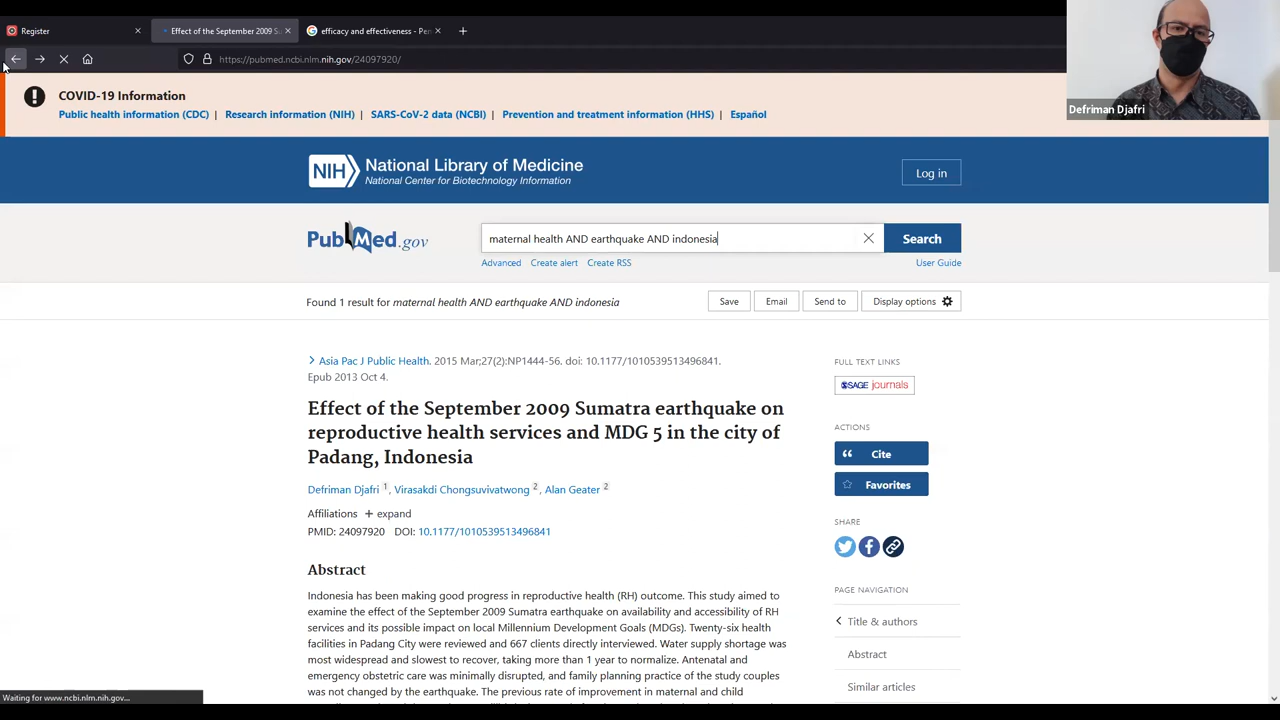 Register
Effect of the September 2009 Su
efficacy and effectiveness - Pen
https://pubmed.ncbi.nlm.nih.gov/24097920/
Defriman Djafri
COVID-19 Information
Public health information (CDC) | Research information (NIH) | SARS-CoV-2 data (NCBI) | Prevention and treatment information (HHS) | Español
NIH National Library of Medicine
National Center for Biotechnology Information
Log in
PubMed.gov
maternal health AND earthquake AND indonesia
Search
Advanced Create alert Create RSS
User Guide
Found 1 result for maternal health AND earthquake AND indonesia
Save Email Send to Display options
> Asia Pac J Public Health. 2015 Mar;27(2):NP1444-56. doi: 10.1177/1010539513496841.
Epub 2013 Oct 4.
Effect of the September 2009 Sumatra earthquake on
reproductive health services and MDG 5 in the city of
Padang, Indonesia
Defriman Djafri 1, Virasakdi Chongsuvivatwong 2, Alan Geater 2
Affiliations + expand
PMID: 24097920 DOI: 10.1177/1010539513496841
Abstract
Indonesia has been making good progress in reproductive health (RH) outcome. This study aimed to
examine the effect of the September 2009 Sumatra earthquake on availability and accessibility of RH
services and its possible impact on local Millennium Development Goals (MDGs). Twenty-six health
facilities in Padang City were reviewed and 667 clients directly interviewed. Water supply shortage was
most widespread and slowest to recover, taking more than 1 year to normalize. Antenatal and
emergency obstetric care was minimally disrupted, and family planning practice of the study couples
was not changed by the earthquake. The previous rate of improvement in maternal and child
FULL TEXT LINKS
SAGE journals
ACTIONS
Cite
Favorites
SHARE
PAGE NAVIGATION
Title & authors
Abstract
Similar articles
Waiting for www.ncbi.nlm.nih.gov...